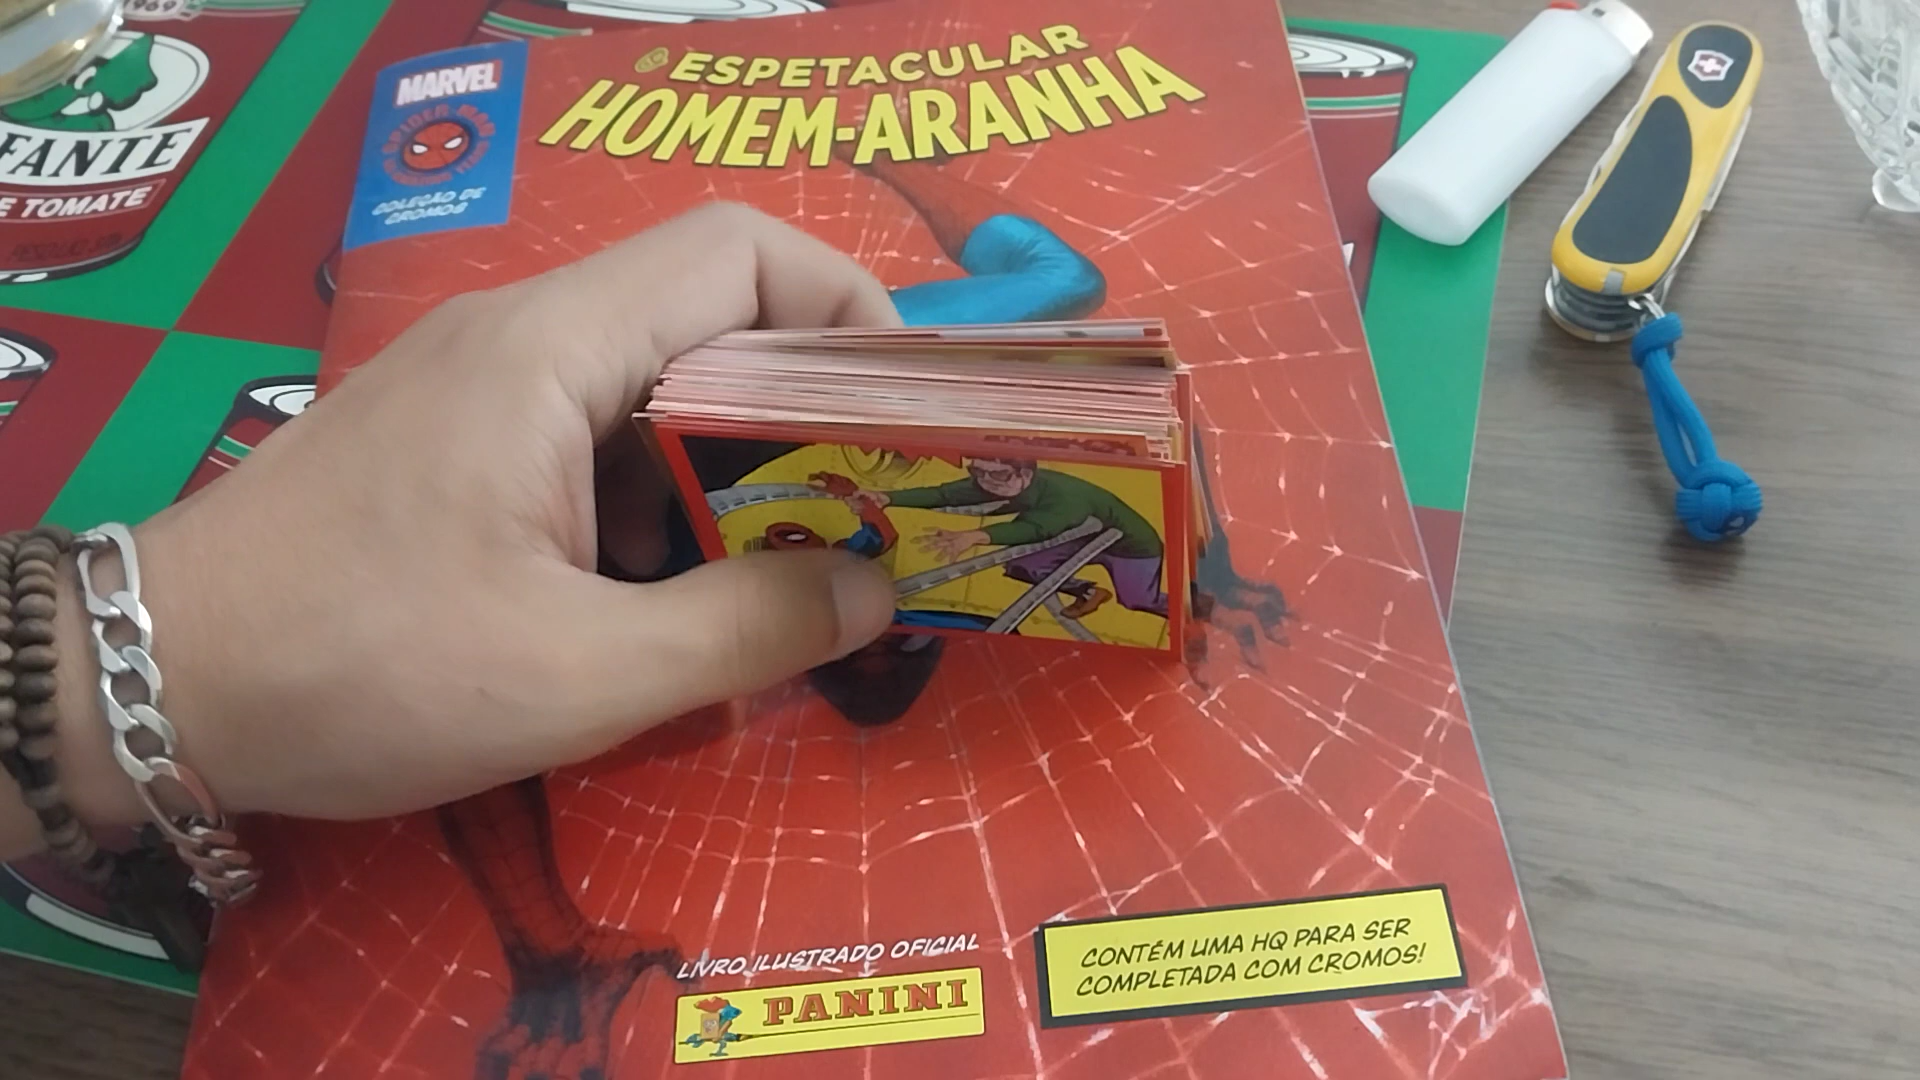 1969
FANTE
E TOMATE
MARVEL
SPIDER-MAN
COLEÇÃO DE
CROMOS
O ESPETACULAR
HOMEM-ARANHA
LIVRO ILUSTRADO OFICIAL
PANINI
CONTÉM UMA HQ PARA SER
COMPLETADA COM CROMOS!